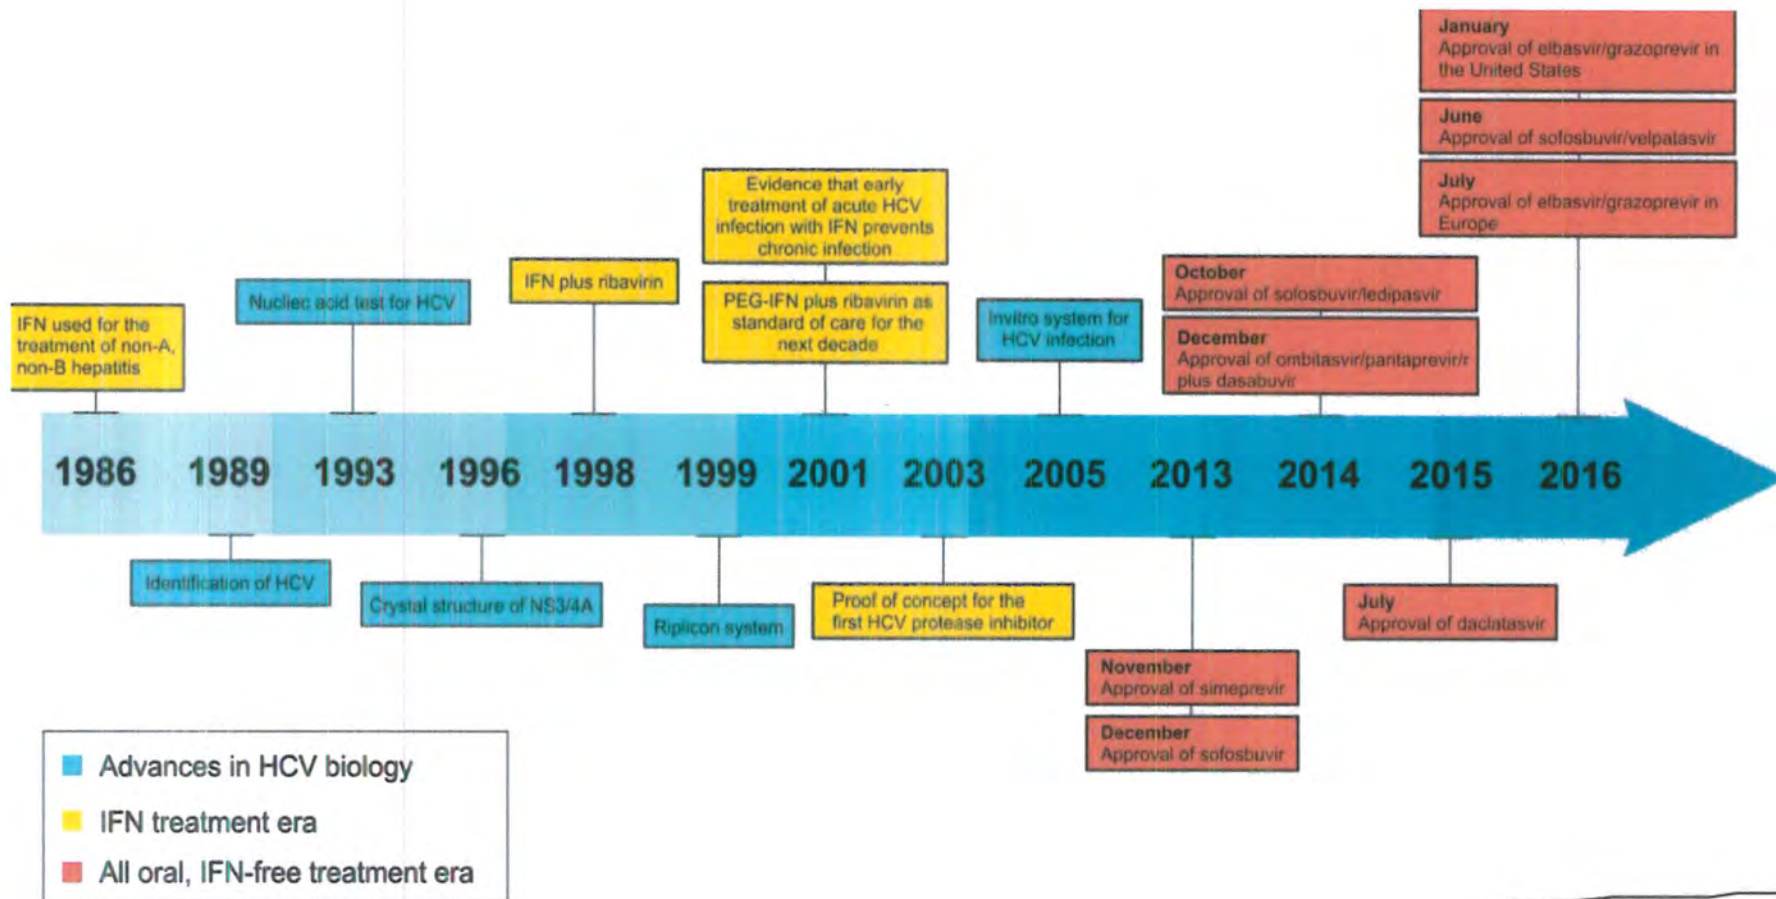 January
Approval of elbasvir/grazoprevir in
the United States
June
Approval of sofosbuvir/velpatasvir
July
Approval of elbasvir/grazoprevir in
Europe
Evidence that early
treatment of acute HCV
infection with IFN prevents
chronic infection
PEG-IFN plus ribavirin as
standard of care for the
next decade
IFN plus ribavirin
Nucliec acid test for HCV
IFN used for the
treatment of non-A,
non-B hepatitis
Invitro system for
HCV infection
October
Approval of solosbuvir/ledipasvir
December
Approval of ombitasvir/pantaprevir/r
plus dasabuvir
1986 1989 1993 1996 1998 1999 2001 2003 2005 2013 2014 2015 2016
Identification of HCV
Crystal structure of NS3/4A
Riplicon system
Proof of concept for the
first HCV protease inhibitor
November
Approval of simeprevir
December
Approval of sofosbuvir
July
Approval of daclatasvir
Advances in HCV biology
IFN treatment era
All oral, IFN-free treatment era